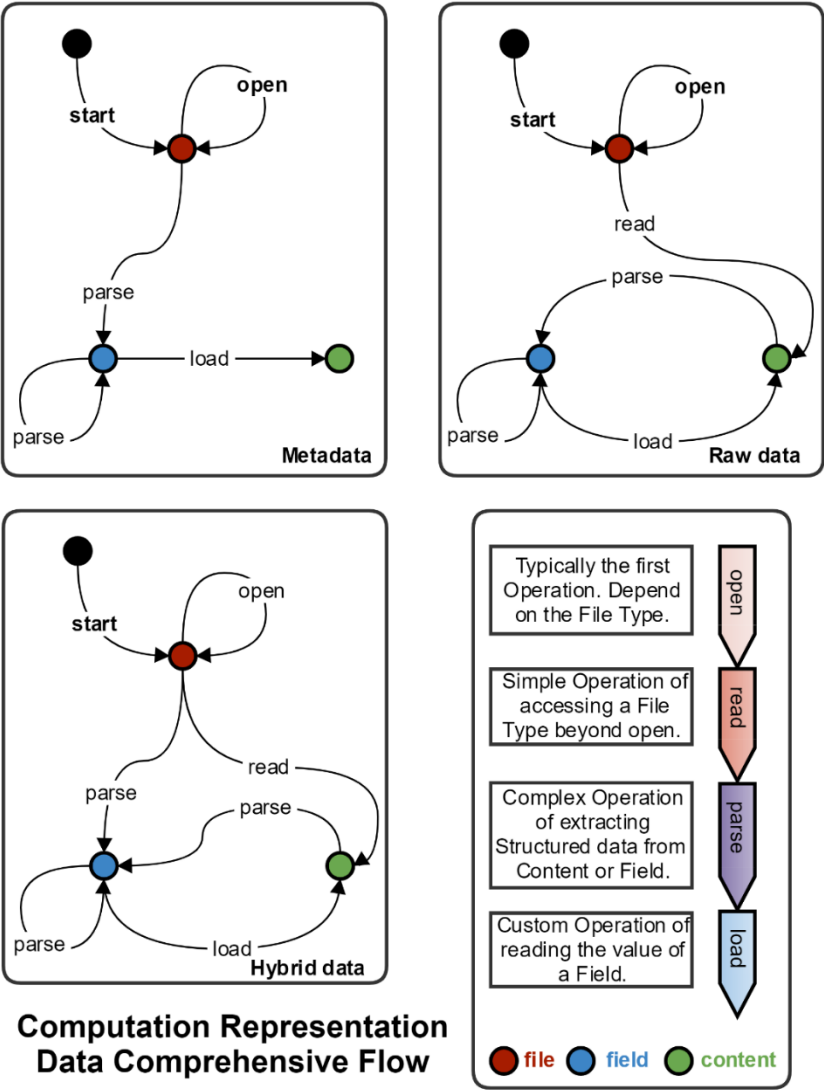 open
start
parse
load
parse
Metadata
open
start
read
parse
parse
load
Raw data
open
start
parse
read
parse
parse
load
Hybrid data
Typically the first
Operation. Depend
on the File Type.
open
Simple Operation of
accessing a File
Type beyond open.
read
Complex Operation
of extracting
Structured data from
Content or Field.
parse
Custom Operation of
reading the value of
a Field.
load
file field content
Computation Representation
Data Comprehensive Flow